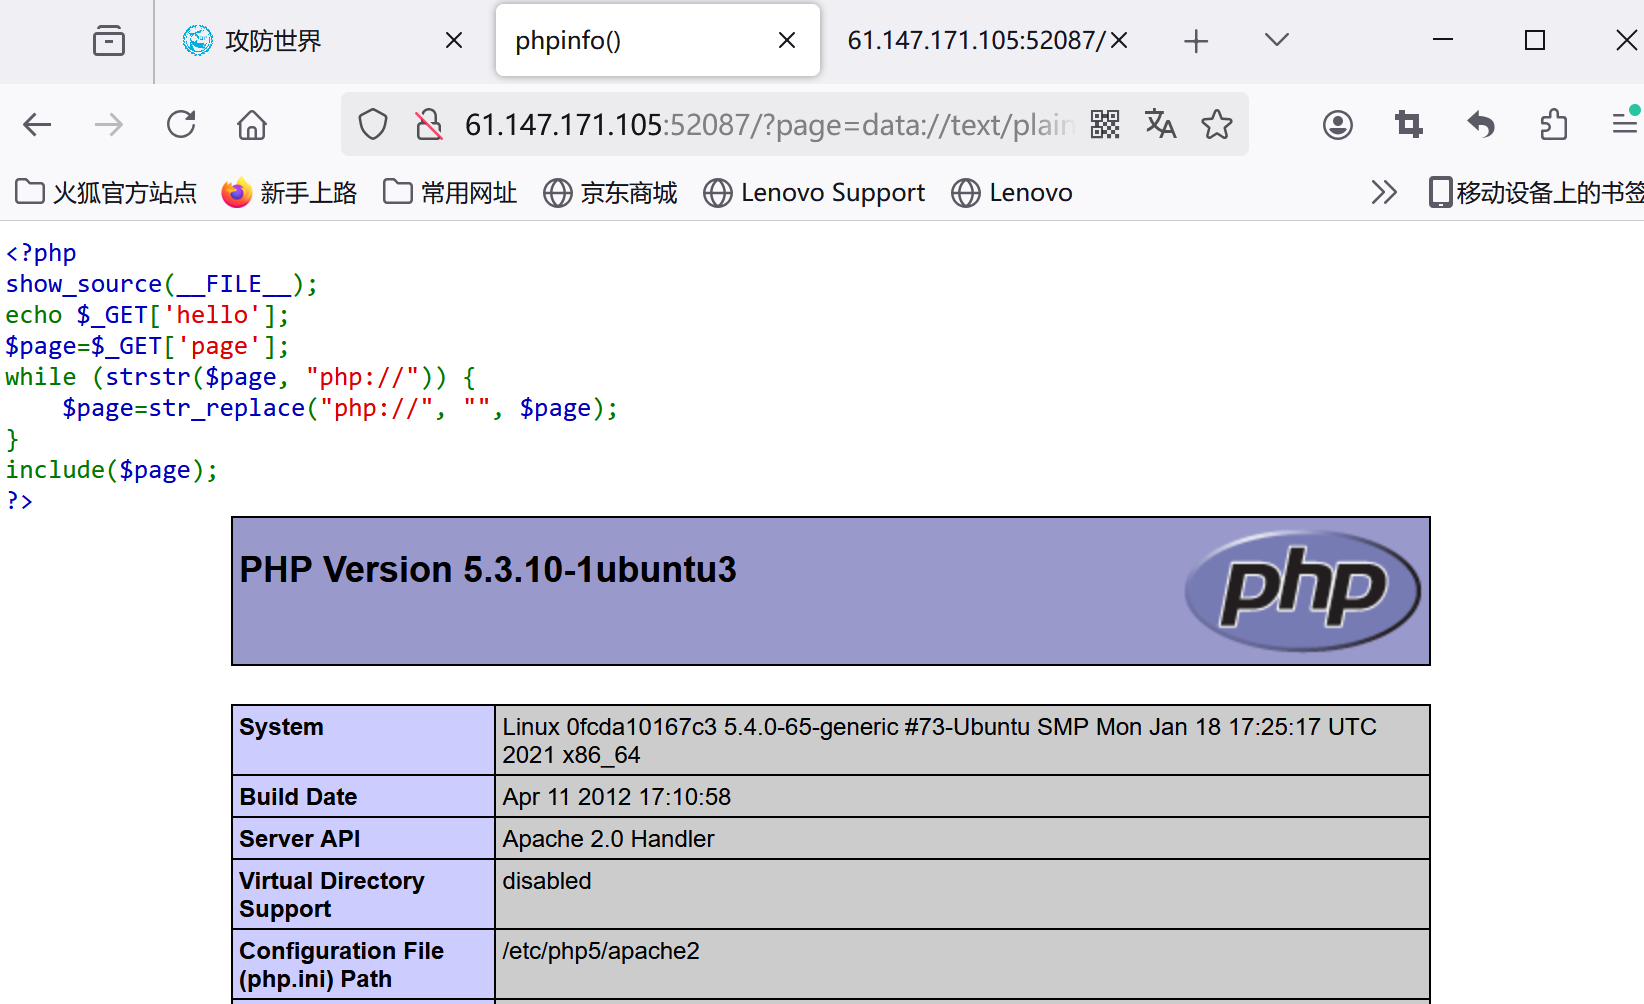 攻防世界
phpinfo()
61.147.171.105:52087/
61.147.171.105:52087/?page=data://text/plain
火狐官方站点
新手上路
常用网址
京东商城
Lenovo Support
Lenovo
移动设备上的书签
<?php
show_source(__FILE__);
echo $_GET['hello'];
$page=$_GET['page'];
while (strstr($page, "php://")) {
    $page=str_replace("php://", "", $page);
}
include($page);
?>
PHP Version 5.3.10-1ubuntu3
php
System
Linux 0fcda10167c3 5.4.0-65-generic #73-Ubuntu SMP Mon Jan 18 17:25:17 UTC
2021 x86_64
Build Date
Apr 11 2012 17:10:58
Server API
Apache 2.0 Handler
Virtual Directory
Support
disabled
Configuration File
(php.ini) Path
/etc/php5/apache2